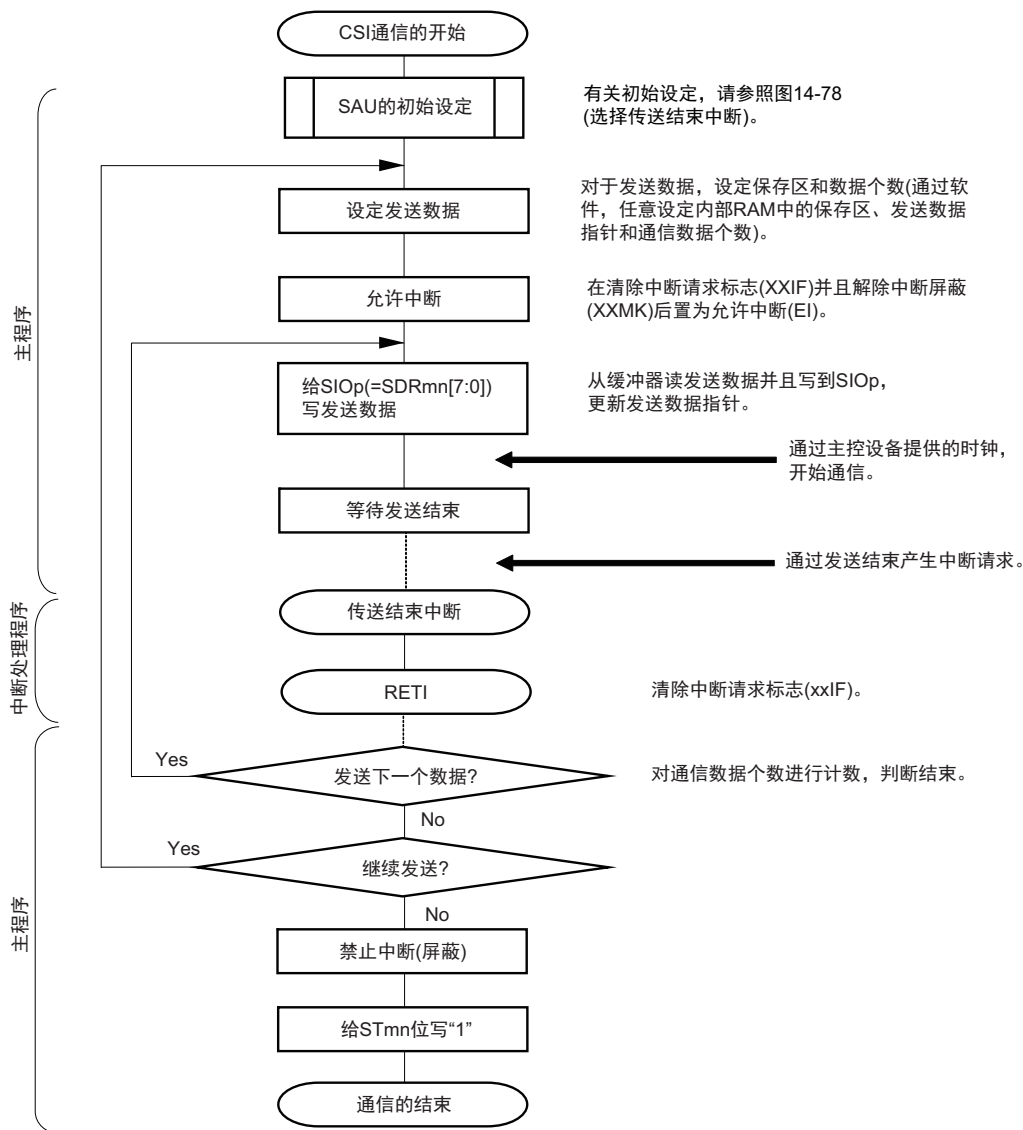 CSI通信的开始
SAU的初始设定
有关初始设定，请参照图14-78
(选择传送结束中断)。
设定发送数据
对于发送数据，设定保存区和数据个数(通过软
件，任意设定内部RAM中的保存区、发送数据
指针和通信数据个数)。
允许中断
在清除中断请求标志(XXIF)并且解除中断屏蔽
(XXMK)后置为允许中断(EI)。
主程序
给SIOp(=SDRmn[7:0])
写发送数据
从缓冲器读发送数据并且写到SIOp，
更新发送数据指针。
通过主控设备提供的时钟，
开始通信。
等待发送结束
通过发送结束产生中断请求。
传送结束中断
中断处理程序
RETI
清除中断请求标志(xxIF)。
Yes
发送下一个数据?
对通信数据个数进行计数，判断结束。
No
Yes
继续发送?
No
主程序
禁止中断(屏蔽)
给STmn位写“1”
通信的结束